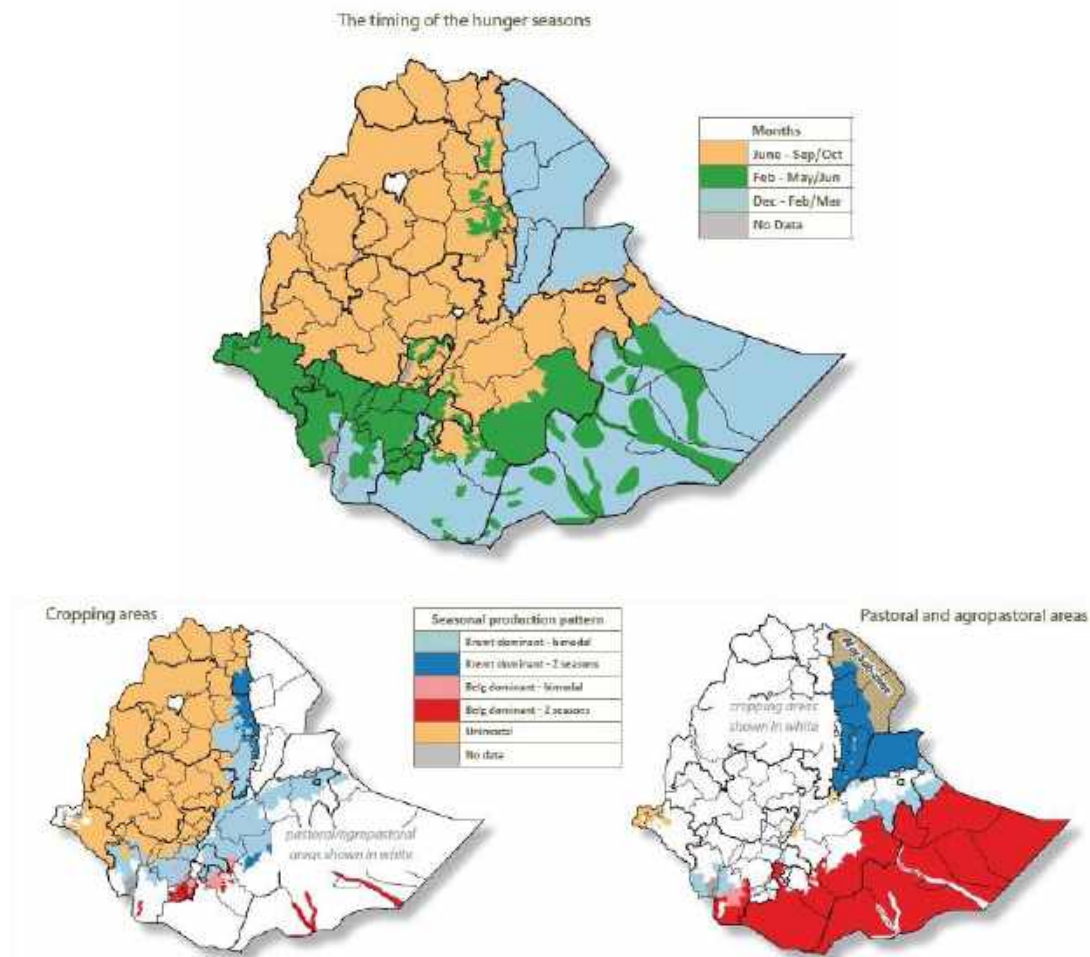 The timing of the hunger seasons
Months
June - Sep/Oct
Feb - May/Jun
Dec - Feb/Mar
No Data
Cropping areas
Seasonal production pattern
Kremt dominant - bimodal
Kremt dominant - 2 seasons
Belg dominant - bimodal
Belg dominant - 2 seasons
Unimodal
No data
pastoral/agropastoral
areas shown in white
Pastoral and agropastoral areas
cropping areas
shown in white